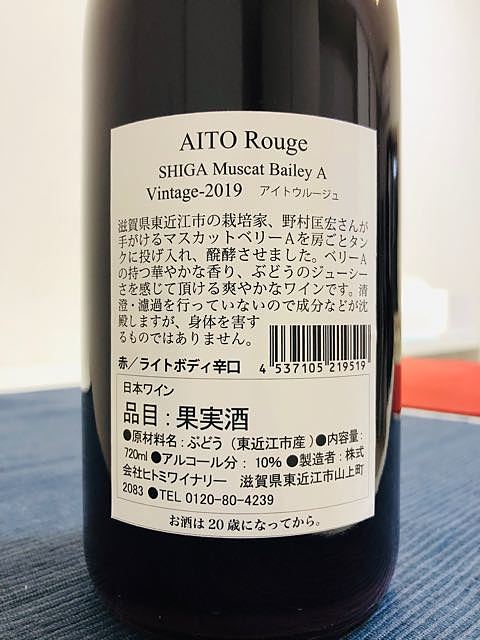 AITO Rouge
SHIGA Muscat Bailey A
Vintage-2019 アイトウルージュ
滋賀県東近江市の栽培家、野村匡宏さんが
手がけるマスカットベリーAを房ごとタン
クに投げ入れ、醗酵させました。ベリーA
の持つ華やかな香り、ぶどうのジューシー
さを感じて頂ける爽やかなワインです。清
澄・濾過を行っていないので成分などが沈
殿しますが、身体を害す
るものではありません。
赤／ライトボディ辛口
4 537105 219519
日本ワイン
品目：果実酒
●原材料名：ぶどう（東近江市産）●内容量：
720ml ●アルコール分： 10% ●製造者：株式
会社ヒトミワイナリー 滋賀県東近江市山上町
2083 ●TEL 0120-80-4239
お酒は20歳になってから。